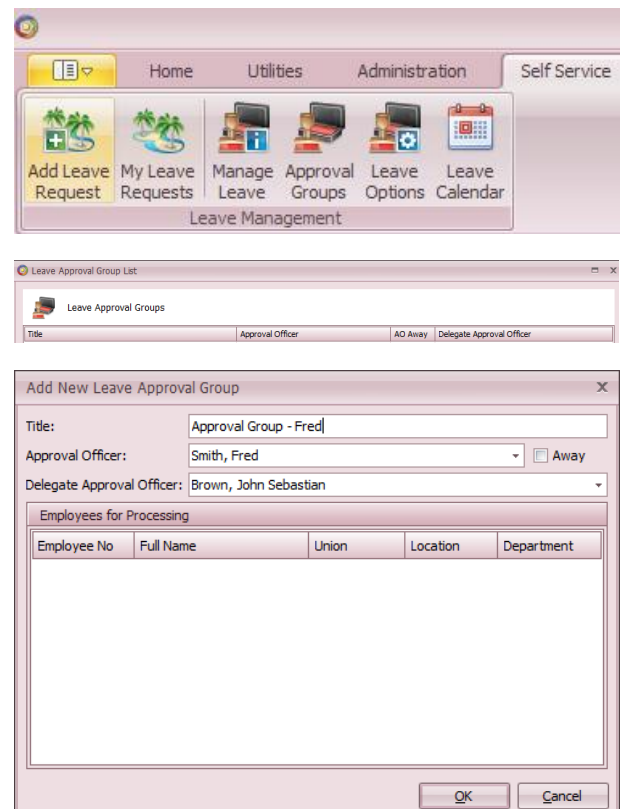 Home Utilities Administration Self Service
Add Leave Request My Leave Requests Manage Leave Approval Groups Leave Options Leave Calendar
Leave Management
Leave Approval Group List
Leave Approval Groups
Title Approval Officer AO Away Delegate Approval Officer
Add New Leave Approval Group
Title: Approval Group - Fred
Approval Officer: Smith, Fred Away
Delegate Approval Officer: Brown, John Sebastian
Employees for Processing
Employee No Full Name Union Location Department
OK Cancel